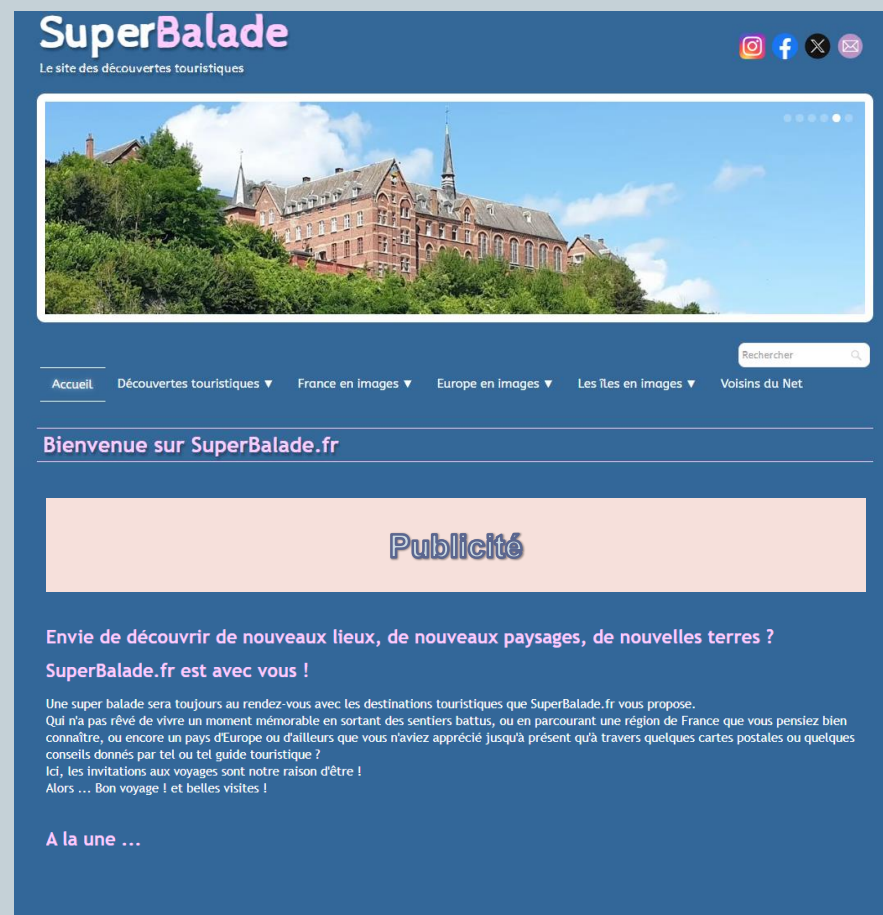 SuperBalade
Le site des découvertes touristiques
Rechercher
Accueil Découvertes touristiques ▼ France en images ▼ Europe en images ▼ Les îles en images ▼ Voisins du Net
Bienvenue sur SuperBalade.fr
Publicité
Envie de découvrir de nouveaux lieux, de nouveaux paysages, de nouvelles terres ?
SuperBalade.fr est avec vous !
Une super balade sera toujours au rendez-vous avec les destinations touristiques que SuperBalade.fr vous propose.
Qui n'a pas rêvé de vivre un moment mémorable en sortant des sentiers battus, ou en parcourant une région de France que vous pensiez bien
connaître, ou encore un pays d'Europe ou d'ailleurs que vous n'aviez apprécié jusqu'à présent qu'à travers quelques cartes postales ou quelques
conseils donnés par tel ou tel guide touristique ?
Ici, les invitations aux voyages sont notre raison d'être !
Alors ... Bon voyage ! et belles visites !
A la une ...